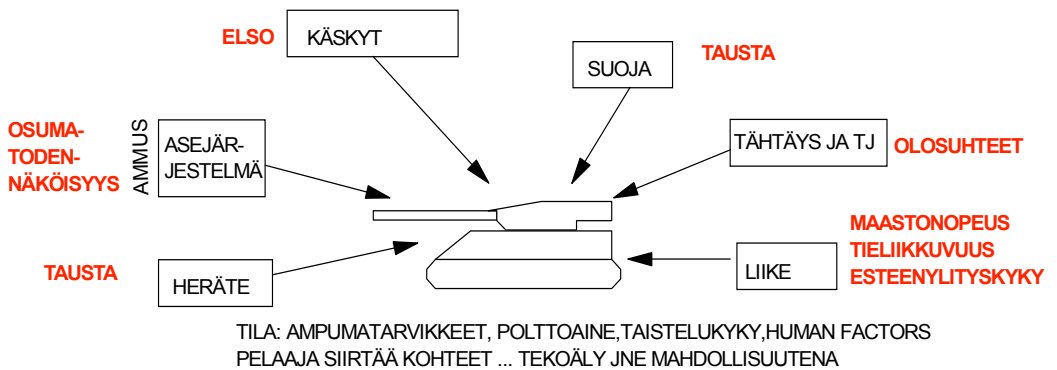 ELSO
KÄSKYT
SUOJA
TAUSTA
OSUMA-
TODEN-
NÄKÖISYYS
AMMUS
ASEJÄR-
JESTELMÄ
TÄHTÄYS JA TJ
OLOSUHTEET
TAUSTA
HERÄTE
LIIKE
MAASTONOPEUS
TIELIIKKUVUUS
ESTEENYLITYSKYKY
TILA: AMPUMATARVIKKEET, POLTTOAINE,TAISTELUKYKY,HUMAN FACTORS
PELAAJA SIIRTÄÄ KOHTEET ... TEKOÄLY JNE MAHDOLLISUUTENA